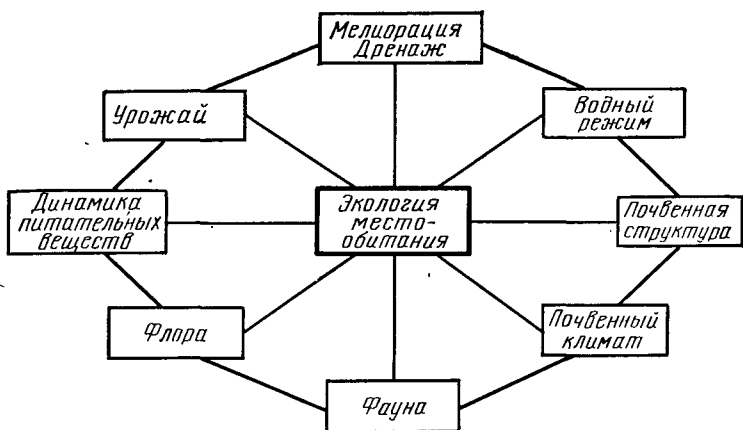 Мелиорация
Дренаж
Урожай
Водный
режим
Динамика
питательных
веществ
Экология
место-
обитания
Почвенная
структура
Флора
Почвенный
климат
Фауна